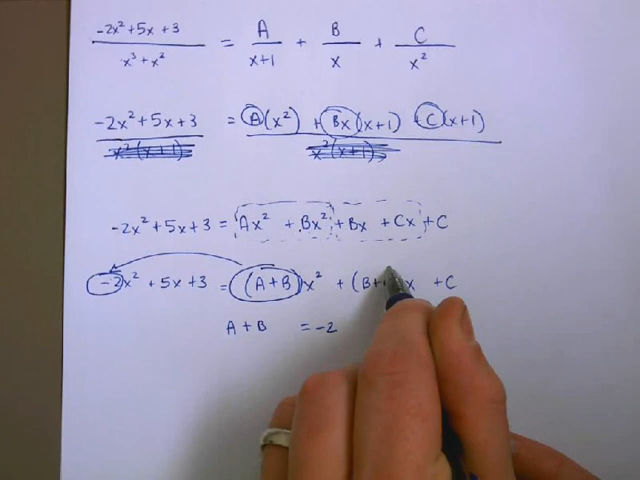 (-2x² + 5x + 3)/(x³ + x²) = A/(x+1) + B/x + C/x²
(-2x² + 5x + 3)/(x²(x+1)) = (A(x²) + Bx(x+1) + C(x+1))/(x²(x+1))
-2x² + 5x + 3 = Ax² + Bx² + Bx + Cx + C
-2x² + 5x + 3 = (A+B)x² + (B+ x + C
A + B = -2